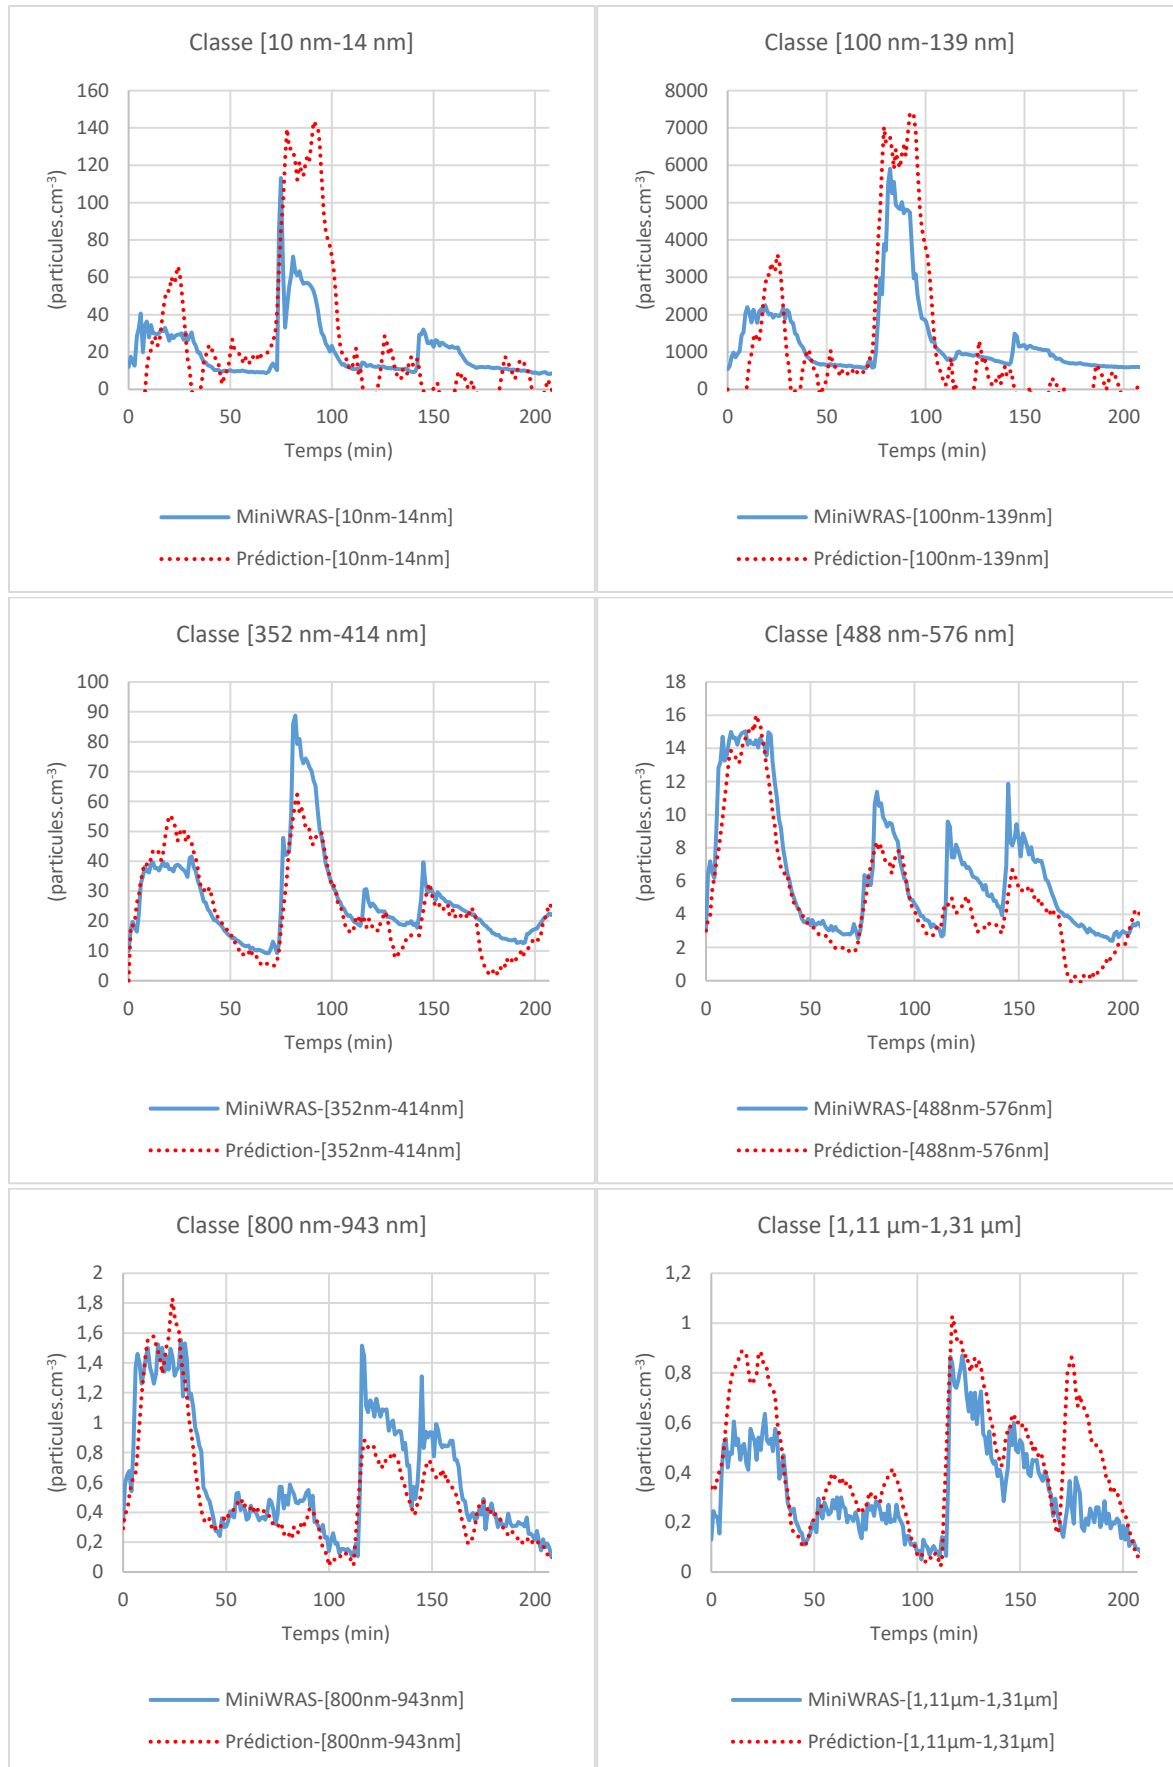 Classe [10 nm-14 nm]
(particules.cm-3)
160
140
120
100
80
60
40
20
0
0 50 100 150 200
Temps (min)
MiniWRAS-[10nm-14nm]
Prédiction-[10nm-14nm]
Classe [100 nm-139 nm]
(particules.cm-3)
8000
7000
6000
5000
4000
3000
2000
1000
0
0 50 100 150 200
Temps (min)
MiniWRAS-[100nm-139nm]
Prédiction-[100nm-139nm]
Classe [352 nm-414 nm]
(particules.cm-3)
100
90
80
70
60
50
40
30
20
10
0
0 50 100 150 200
Temps (min)
MiniWRAS-[352nm-414nm]
Prédiction-[352nm-414nm]
Classe [488 nm-576 nm]
(particules.cm-3)
18
16
14
12
10
8
6
4
2
0
0 50 100 150 200
Temps (min)
MiniWRAS-[488nm-576nm]
Prédiction-[488nm-576nm]
Classe [800 nm-943 nm]
(particules.cm-3)
2
1,8
1,6
1,4
1,2
1
0,8
0,6
0,4
0,2
0
0 50 100 150 200
Temps (min)
MiniWRAS-[800nm-943nm]
Prédiction-[800nm-943nm]
Classe [1,11 µm-1,31 µm]
(particules.cm-3)
1,2
1
0,8
0,6
0,4
0,2
0
0 50 100 150 200
Temps (min)
MiniWRAS-[1,11µm-1,31µm]
Prédiction-[1,11µm-1,31µm]